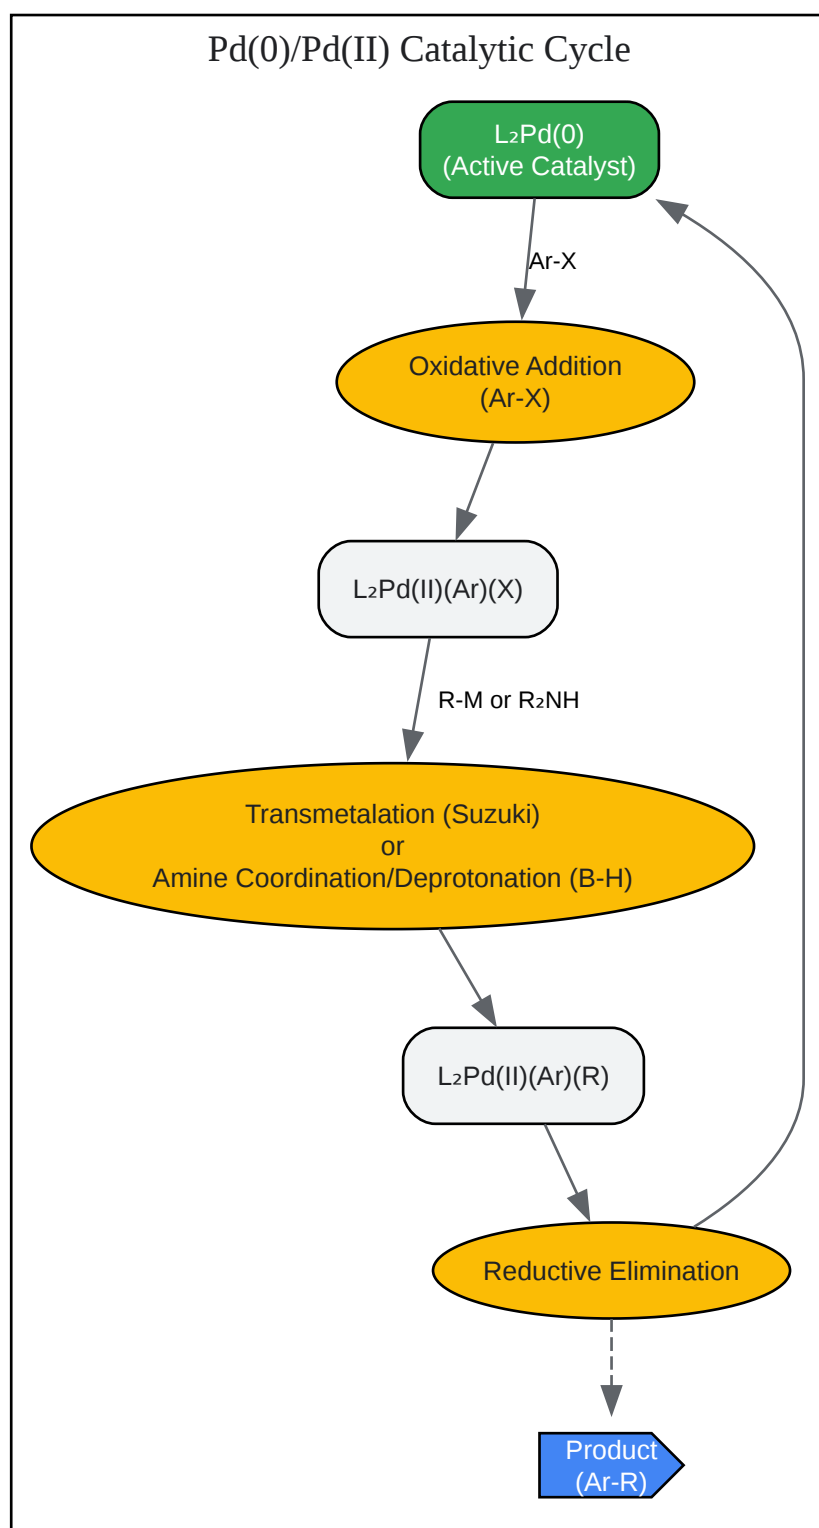 Pd(0)/Pd(II) Catalytic Cycle
L₂Pd(0)
(Active Catalyst)
Ar-X
Oxidative Addition
(Ar-X)
L₂Pd(II)(Ar)(X)
R-M or R₂NH
Transmetalation (Suzuki)
or
Amine Coordination/Deprotonation (B-H)
L₂Pd(II)(Ar)(R)
Reductive Elimination
Product
(Ar-R)